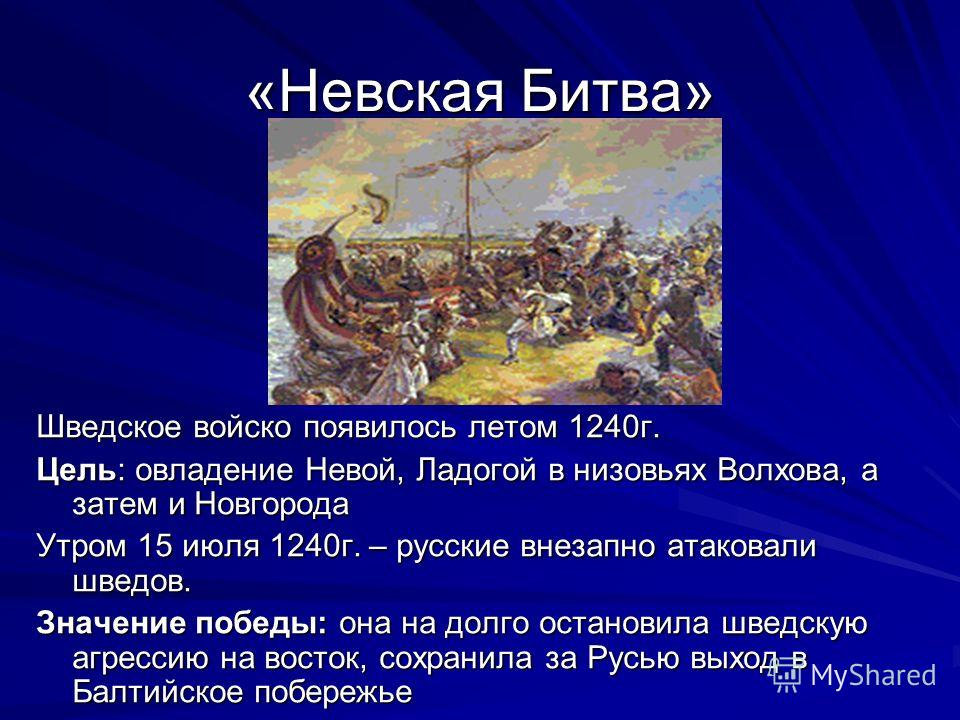 «Невская Битва»
Шведское войско появилось летом 1240г.
Цель: овладение Невой, Ладогой в низовьях Волхова, а
затем и Новгорода
Утром 15 июля 1240г. – русские внезапно атаковали
шведов.
Значение победы: она на долго остановила шведскую
агрессию на восток, сохранила за Русью выход в
Балтийское побережье
MyShared